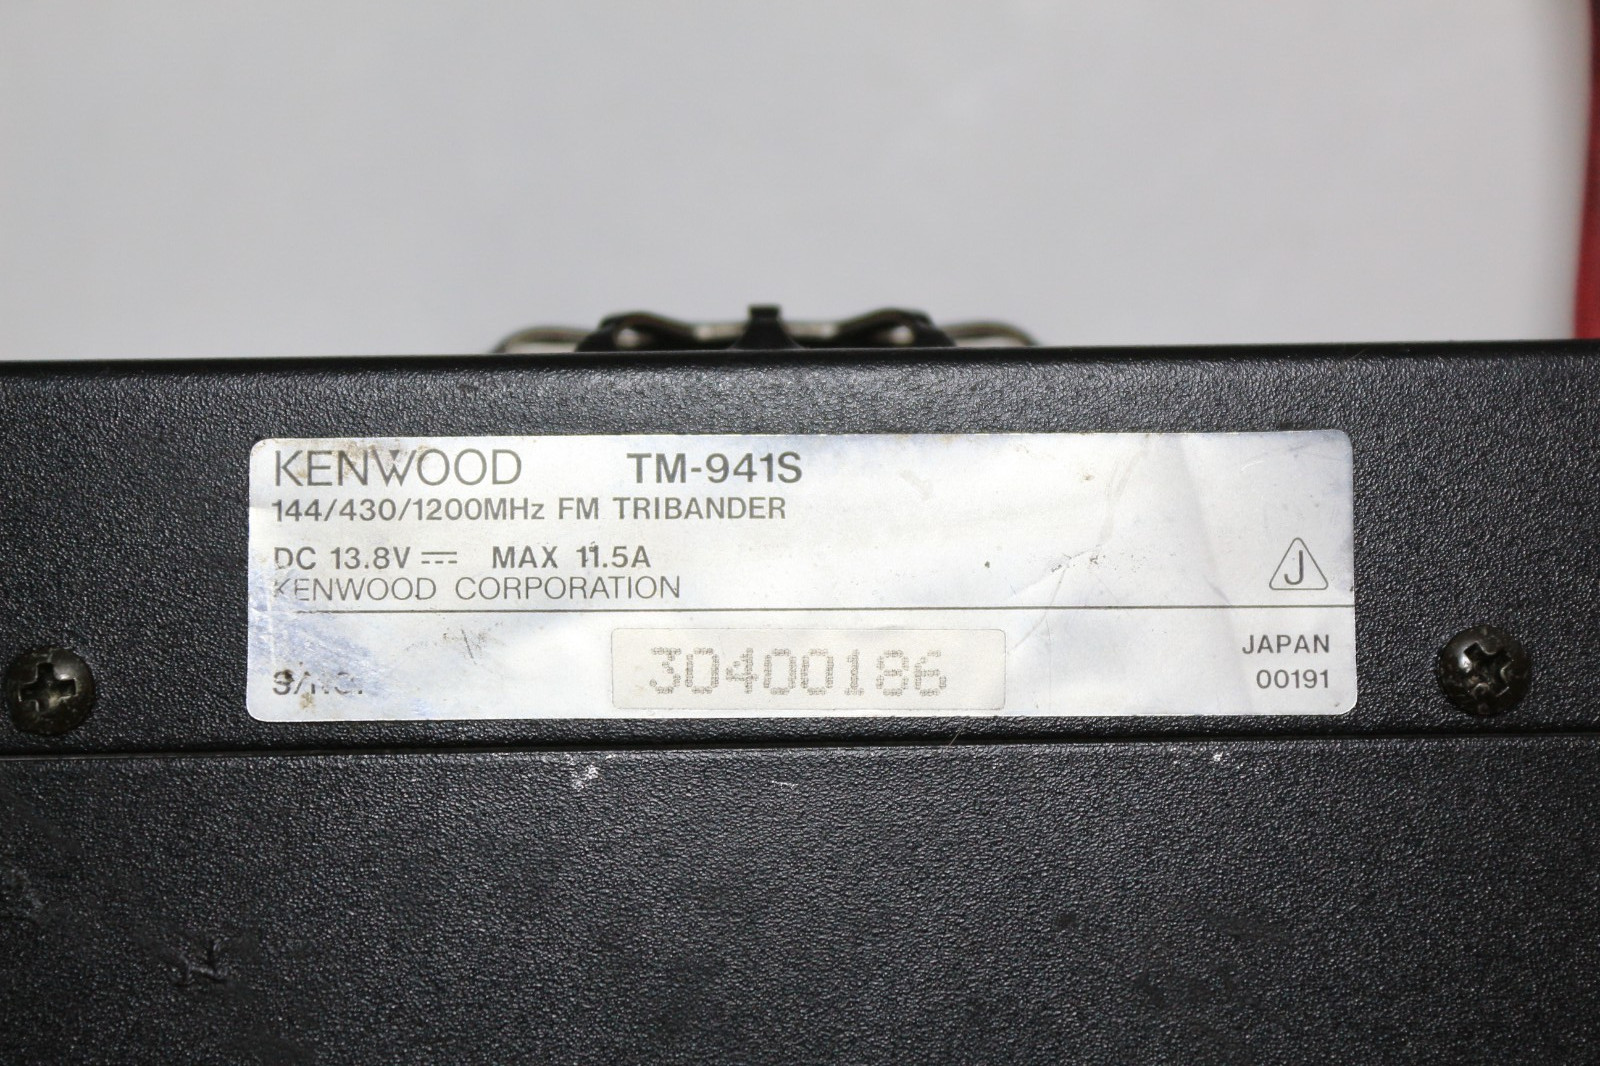 KENWOOD TM-941S
144/430/1200MHz FM TRIBANDER
DC 13.8V MAX 11.5A
KENWOOD CORPORATION
J
S/NO. 30400186
JAPAN
00191